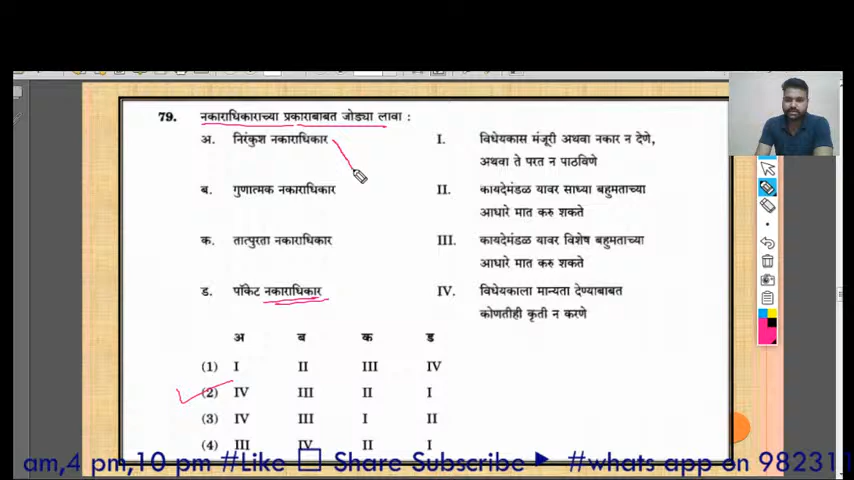 79. नकाराधिकाराच्या प्रकाराबाबत जोड्या लावा :
अ. निरंकुश नकाराधिकार I. विधेयकास मंजूरी अथवा नकार न देणे,
अथवा ते परत न पाठविणे
ब. गुणात्मक नकाराधिकार II. कायदेमंडळ यावर साध्या बहुमताच्या
आधारे मात करु शकते
क. तात्पुरता नकाराधिकार III. कायदेमंडळ यावर विशेष बहुमताच्या
आधारे मात करु शकते
ड. पॉकेट नकाराधिकार IV. विधेयकाला मान्यता देण्याबाबत
कोणतीही कृती न करणे
अ ब क ड
(1) I II III IV
(2) IV III II I
(3) IV III I II
(4) III IV II I
am,4 pm,10 pm #Like Share Subscribe #whats app on 982311